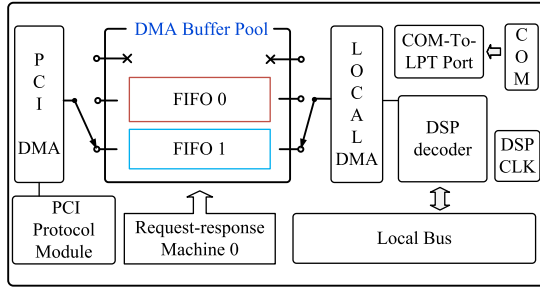 P
C
I
DMA
DMA Buffer Pool
FIFO 0
FIFO 1
L
O
C
A
L
DMA
COM-To-
LPT Port
C
O
M
DSP
decoder
DSP
CLK
PCI
Protocol
Module
Request-response
Machine 0
Local Bus